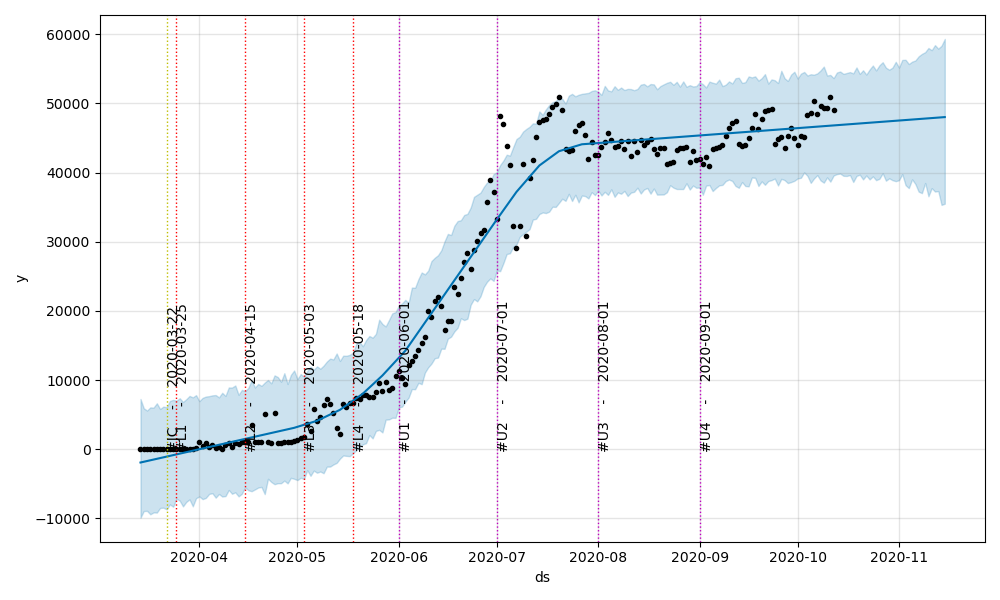 60000
50000
40000
30000
20000
10000
0
−10000
y
#JC - 2020-03-22
#L1 - 2020-03-25
#L2 - 2020-04-15
#L3 - 2020-05-03
#L4 - 2020-05-18
#U1 - 2020-06-01
#U2 - 2020-07-01
#U3 - 2020-08-01
#U4 - 2020-09-01
2020-04 2020-05 2020-06 2020-07 2020-08 2020-09 2020-10 2020-11
ds